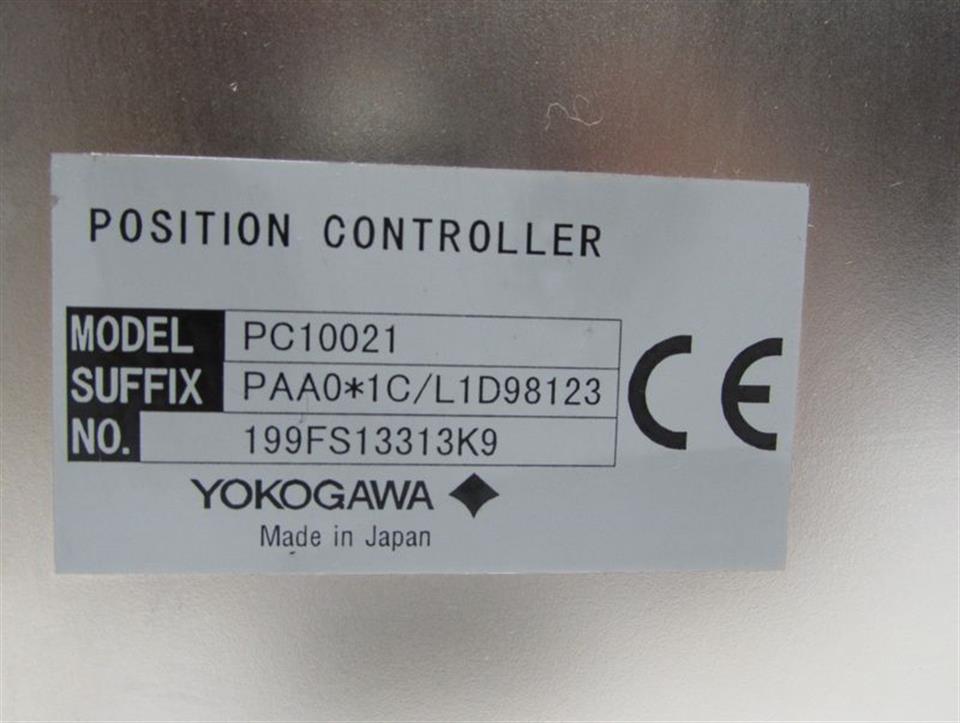 POSITION CONTROLLER
MODEL PC10021
SUFFIX PAA0*1C/L1D98123
NO. 199FS13313K9
CE
YOKOGAWA
Made in Japan